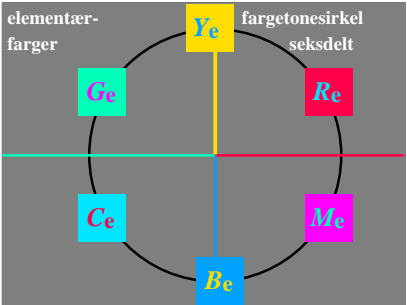 elementær-
farger
fargetonesirkel
seksdelt
Ye
Ge
Re
Ce
Me
Be